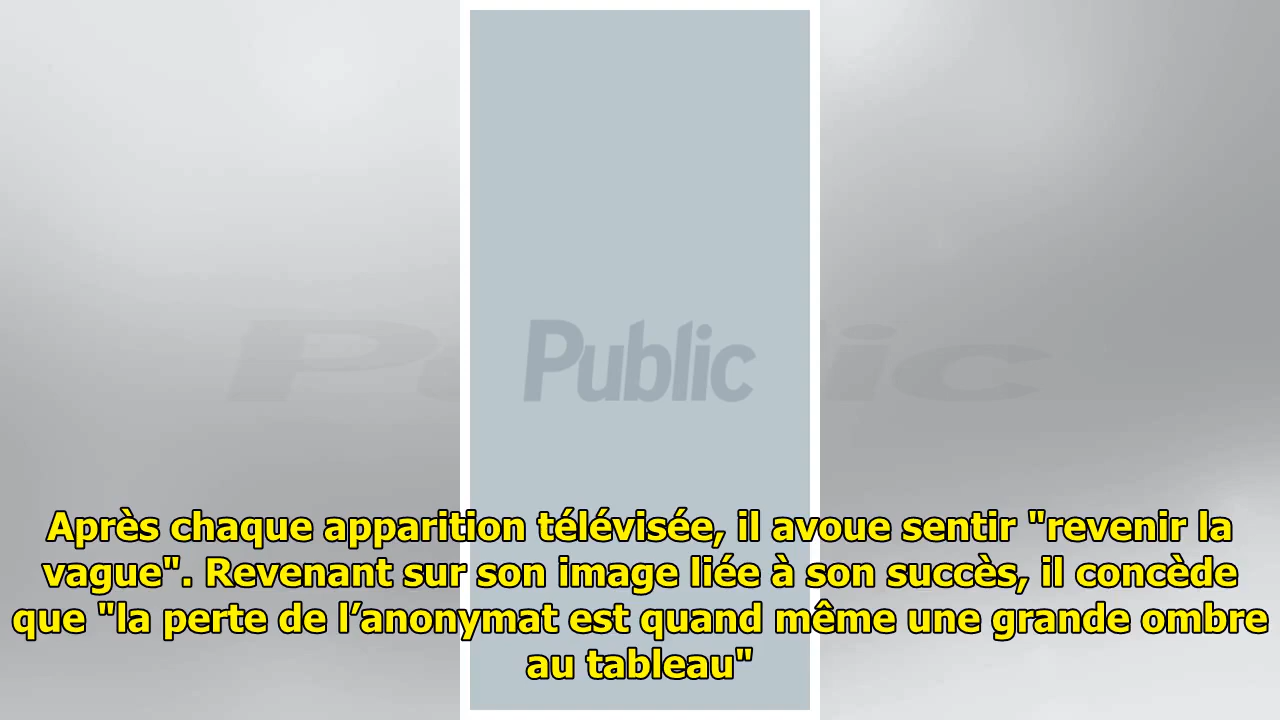 Public
Après chaque apparition télévisée, il avoue sentir "revenir la
vague". Revenant sur son image liée à son succès, il concède
que "la perte de l’anonymat est quand même une grande ombre
au tableau"